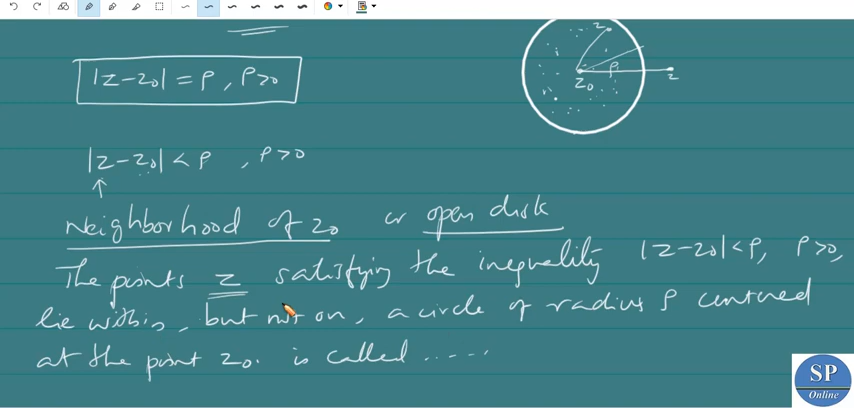 z
|z-z₀| = ρ, ρ>0
ρ
z₀
z
|z-z₀| < ρ , ρ>0
Neighborhood of z₀ or open disk
The points z satisfying the inequality |z-z₀|<ρ, ρ>0,
lie within, but not on, a circle of radius ρ centered
at the point z₀. is called ......
SP
Online